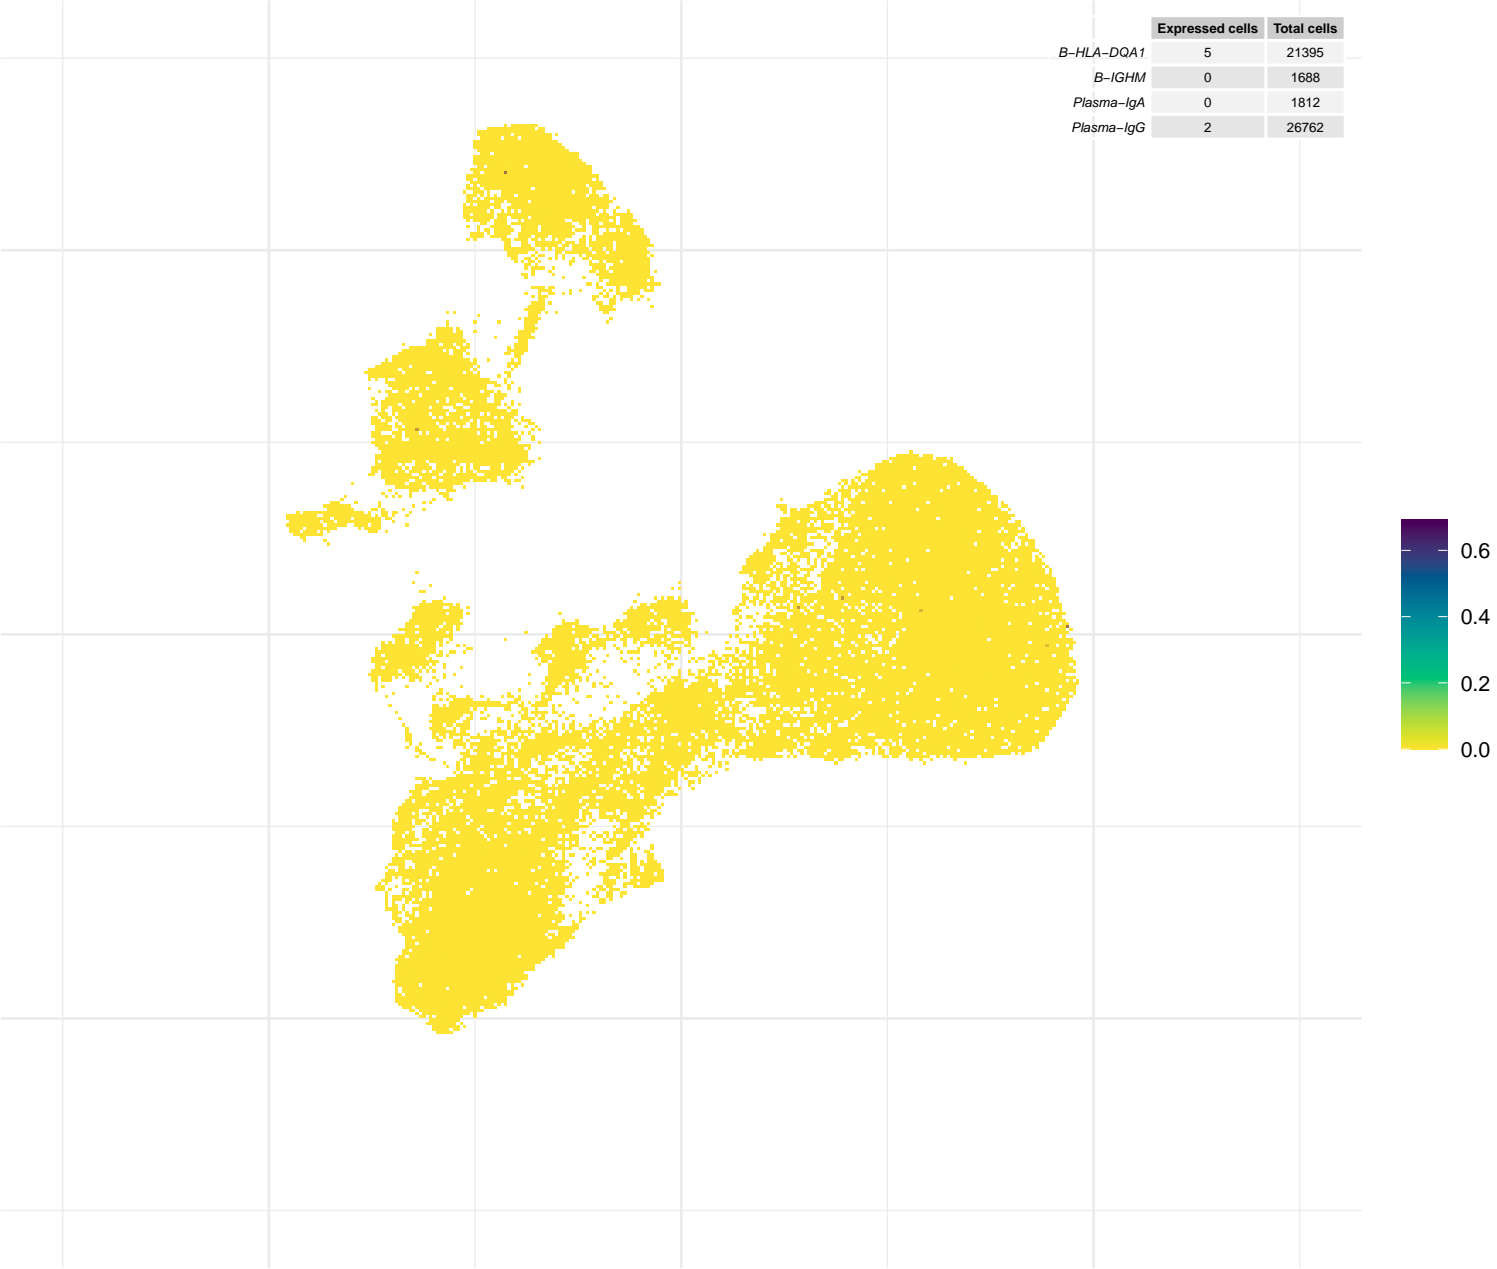 Expressed cells Total cells
B−HLA−DQA1 5 21395
B−IGHM 0 1688
Plasma−IgA 0 1812
Plasma−IgG 2 26762
0.6
0.4
0.2
0.0